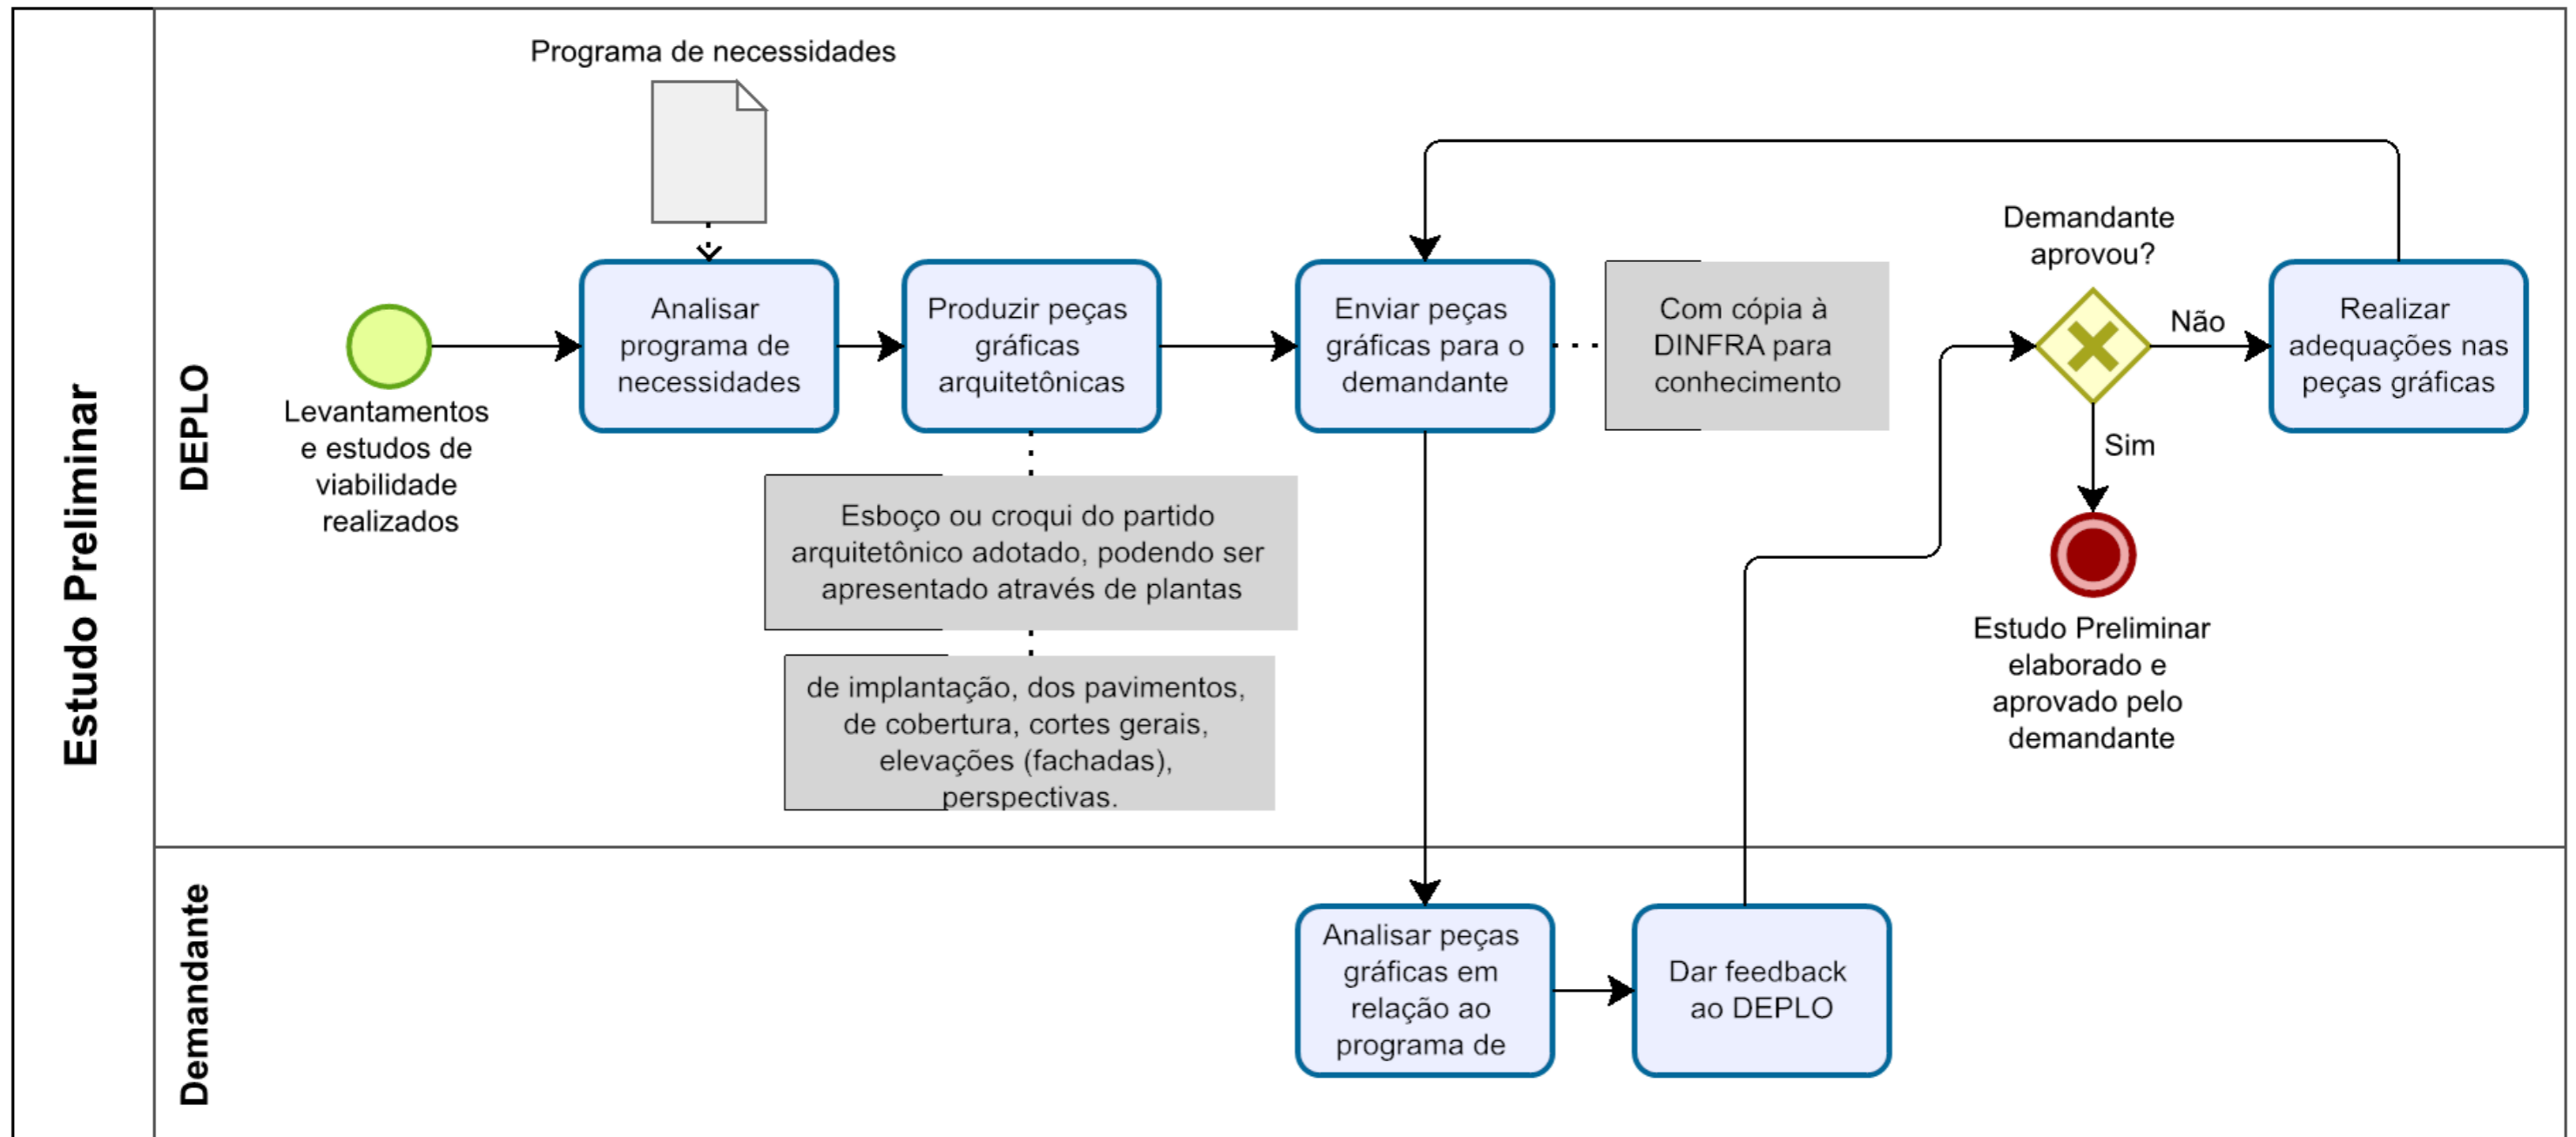 Estudo Preliminar
DEPLO
Programa de necessidades
Levantamentos
e estudos de
viabilidade
realizados
Analisar
programa de
necessidades
Produzir peças
gráficas
arquitetônicas
Esboço ou croqui do partido
arquitetônico adotado, podendo ser
apresentado através de plantas
de implantação, dos pavimentos,
de cobertura, cortes gerais,
elevações (fachadas),
perspectivas.
Enviar peças
gráficas para o
demandante
Com cópia à
DINFRA para
conhecimento
Demandante
aprovou?
Não
Sim
Realizar
adequações nas
peças gráficas
Estudo Preliminar
elaborado e
aprovado pelo
demandante
Demandante
Analisar peças
gráficas em
relação ao
programa de
Dar feedback
ao DEPLO